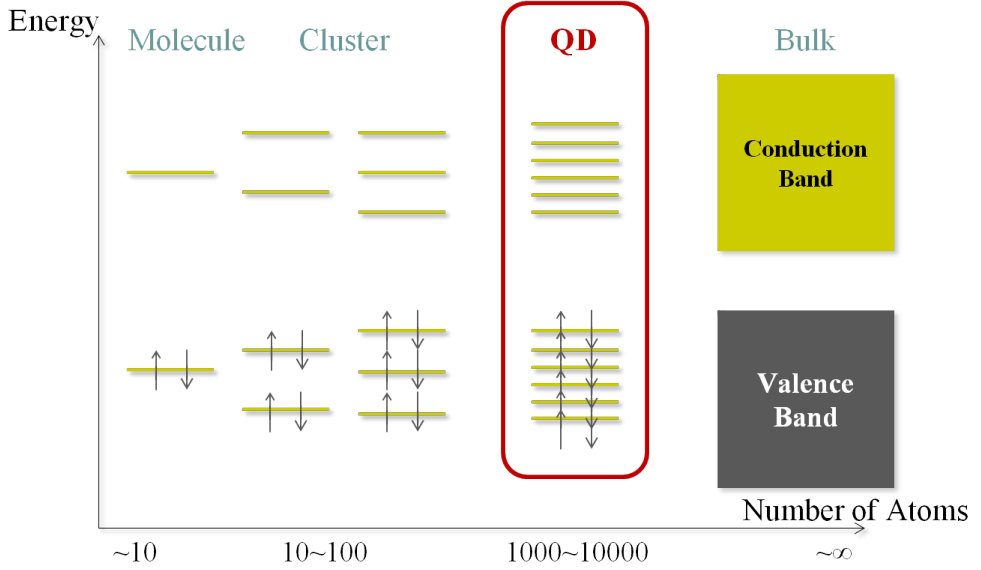 Energy
Molecule
Cluster
QD
Bulk
Conduction
Band
Valence
Band
Number of Atoms
~10
10~100
1000~10000
~∞